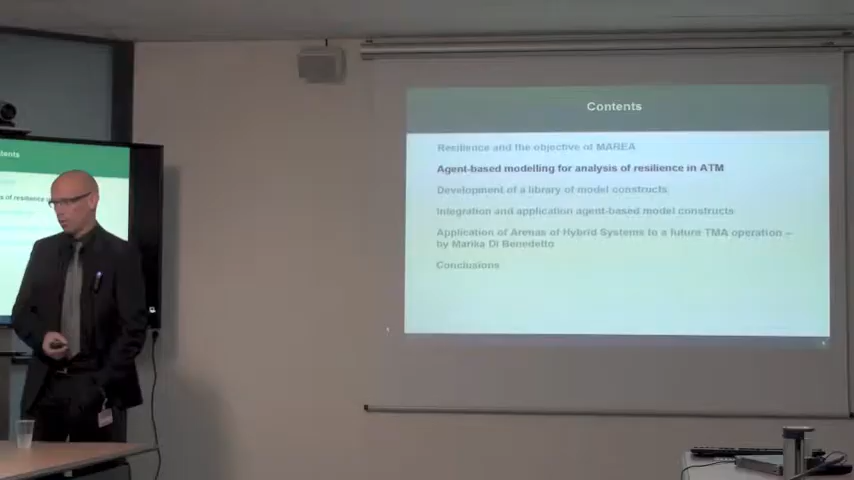 Contents
Resilience and the objective of MAREA
Agent-based modelling for analysis of resilience in ATM
Development of a library of model constructs
Integration and application agent-based model constructs
Application of Arenas of Hybrid Systems to a future TMA operation –
by Marika Di Benedetto
Conclusions